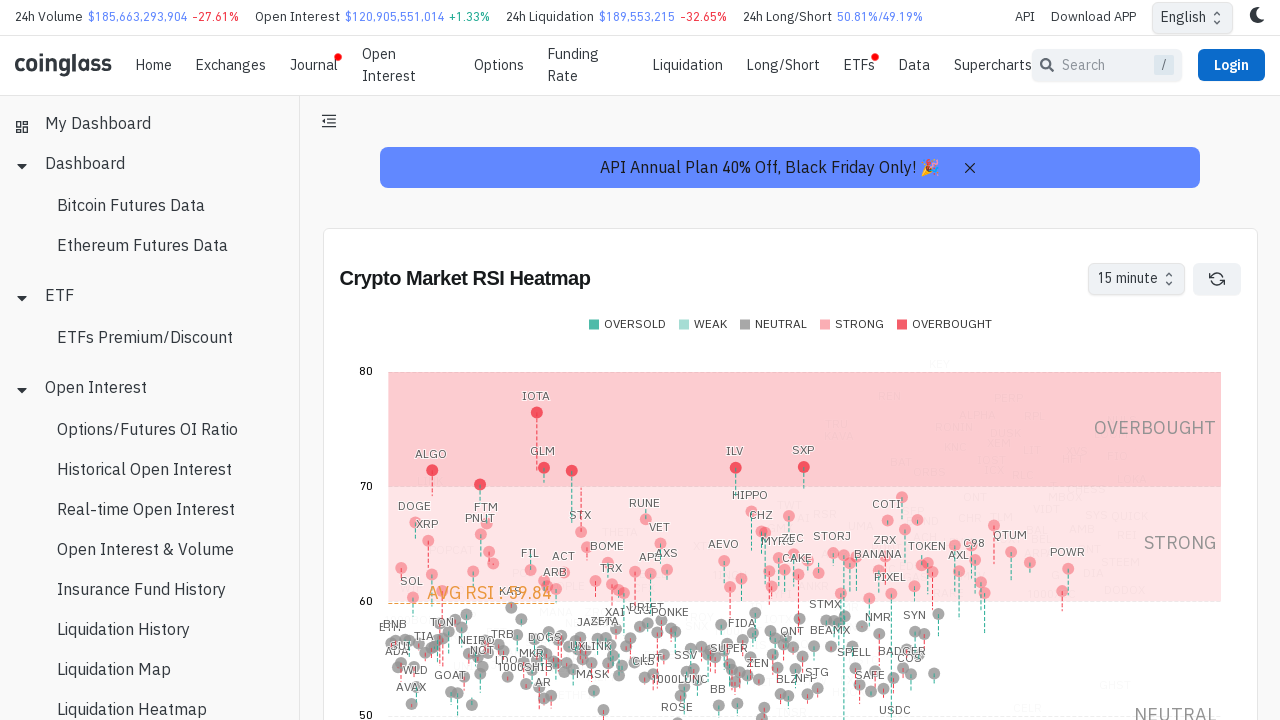 24h Volume $185,663,293,904 -27.61% Open Interest $120,905,551,014 +1.33% 24h Liquidation $189,553,215 -32.65% 24h Long/Short 50.81%/49.19% API Download APP English
coinglass Home Exchanges Journal Open Interest Options Funding Rate Liquidation Long/Short ETFs Data Supercharts Search / Login
My Dashboard
Dashboard
Bitcoin Futures Data
Ethereum Futures Data
ETF
ETFs Premium/Discount
Open Interest
Options/Futures OI Ratio
Historical Open Interest
Real-time Open Interest
Open Interest & Volume
Insurance Fund History
Liquidation History
Liquidation Map
Liquidation Heatmap
API Annual Plan 40% Off, Black Friday Only! 🎉
Crypto Market RSI Heatmap
15 minute
OVERSOLD WEAK NEUTRAL STRONG OVERBOUGHT
80
IOTA
OVERBOUGHT
ALGO GLM ILV SXP
70
HIPPO
DOGE FTM RUNE COTI
XRP PNUT STX VET CHZ
ZEC STORJ ZRX QTUM
AEVO BOME TOKEN C98
STRONG
FIL ACT AXS CAKE BANANA AXL POWR
SOL ARB TRX PIXEL
AVG RSI : 59.84
60
DRIFT STMX
TON XAI PONKE NMR SYN
BNB ZETA FIDA
TIA NEIRO TRB DOGS QNT BEAMX
ADA NOT MKR UXLINK SUPER SPELL BADGER
WLD 1000SHIB SSV ZEN COS
GOAT MASK 1000LUNC STG SAFE
AVAX AR BB BLZ
ROSE USDC
50
NEUTRAL